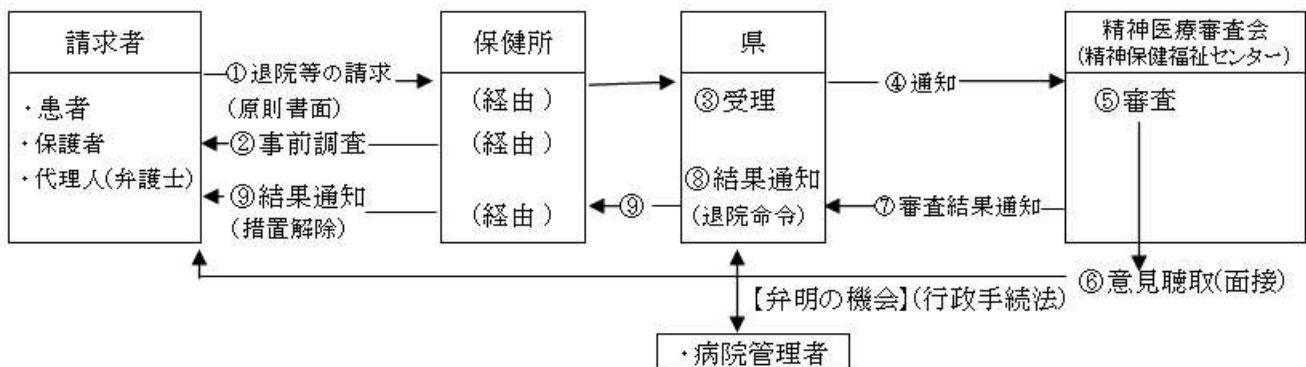 請求者
・患者
・保護者
・代理人(弁護士)
①退院等の請求
(原則書面)
②事前調査
⑨結果通知
(措置解除)
保健所
(経由)
(経由)
(経由)
⑨
県
③受理
⑧結果通知
(退院命令)
④通知
⑦審査結果通知
精神医療審査会
(精神保健福祉センター)
⑤審査
⑥意見聴取(面接)
【弁明の機会】(行政手続法)
・病院管理者